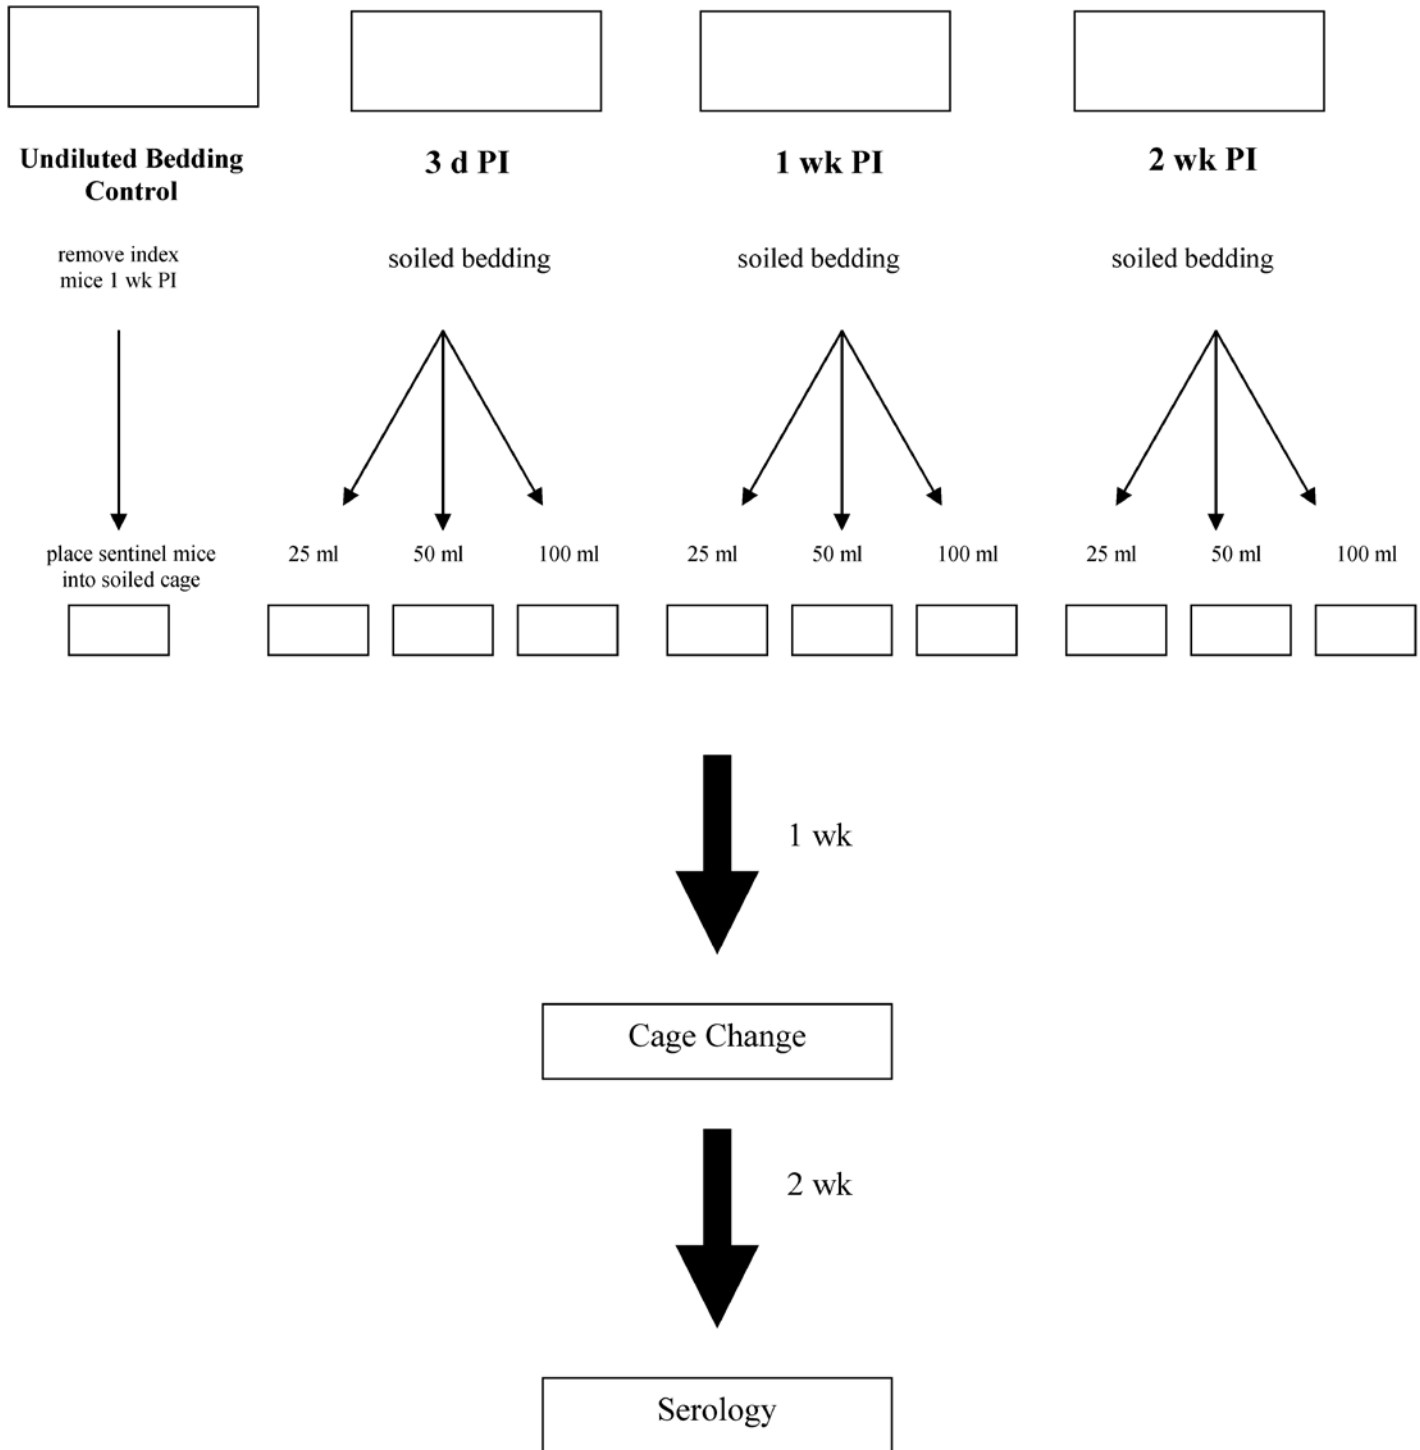 Undiluted Bedding
Control
3 d PI
1 wk PI
2 wk PI
remove index
mice 1 wk PI
soiled bedding
soiled bedding
soiled bedding
place sentinel mice
into soiled cage
25 ml
50 ml
100 ml
25 ml
50 ml
100 ml
25 ml
50 ml
100 ml
1 wk
Cage Change
2 wk
Serology